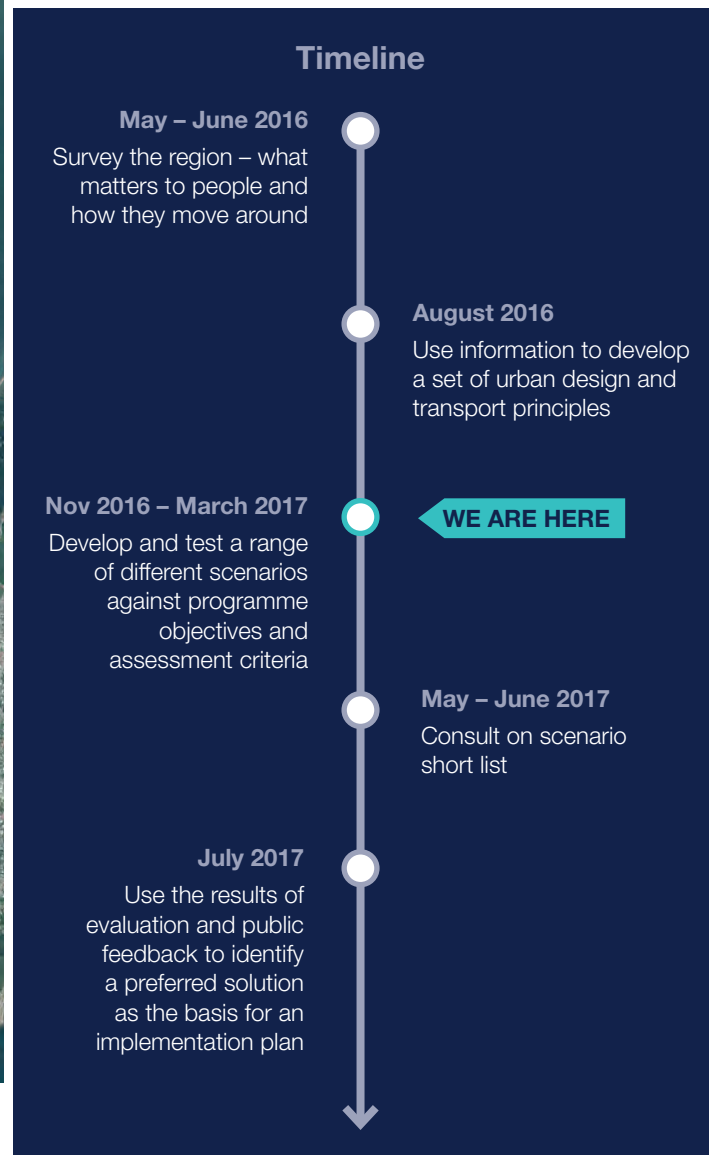 Timeline
May – June 2016
Survey the region – what
matters to people and
how they move around
August 2016
Use information to develop
a set of urban design and
transport principles
Nov 2016 – March 2017
WE ARE HERE
Develop and test a range
of different scenarios
against programme
objectives and
assessment criteria
May – June 2017
Consult on scenario
short list
July 2017
Use the results of
evaluation and public
feedback to identify
a preferred solution
as the basis for an
implementation plan